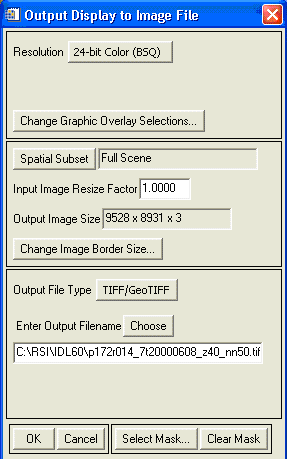 Output Display to Image File
Resolution 24-bit Color (BSQ)
Change Graphic Overlay Selections...
Spatial Subset Full Scene
Input Image Resize Factor 1.0000
Output Image Size 9528 x 8931 x 3
Change Image Border Size...
Output File Type TIFF/GeoTIFF
Enter Output Filename Choose
C:\RSI\IDL60\p172r014_7t20000608_z40_nn50.tif
OK Cancel Select Mask... Clear Mask